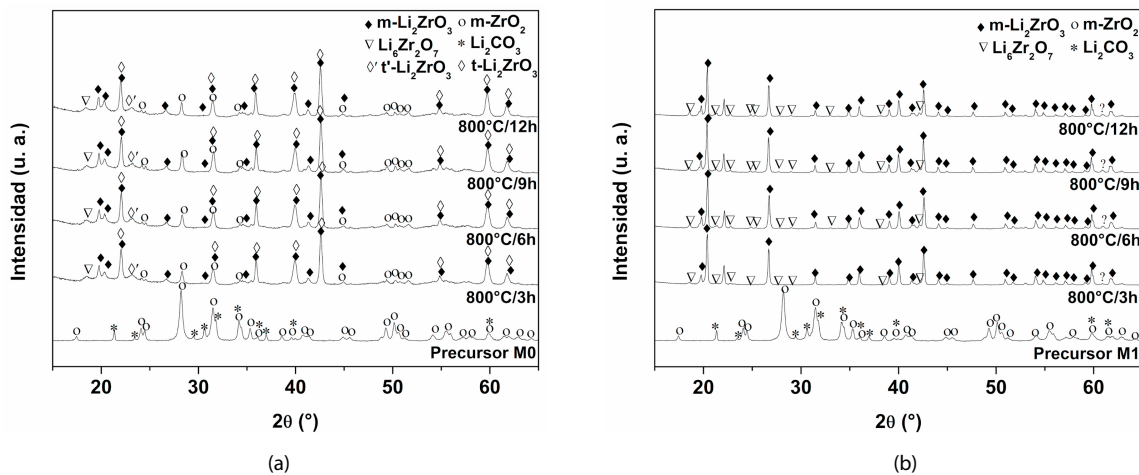 (a)
♦ m-Li₂ZrO₃ o m-ZrO₂
▽ Li₆Zr₂O₇ * Li₂CO₃
◊′ t'-Li₂ZrO₃ ◊ t-Li₂ZrO₃
Intensidad (u. a.)
800°C/12h
800°C/9h
800°C/6h
800°C/3h
Precursor M0
20 30 40 50 60
2θ (°)
(a)
(b)
♦ m-Li₂ZrO₃ o m-ZrO₂
▽ Li₆Zr₂O₇ * Li₂CO₃
Intensidad (u. a.)
?
800°C/12h
?
800°C/9h
?
800°C/6h
?
800°C/3h
Precursor M1
20 30 40 50 60
2θ (°)
(b)